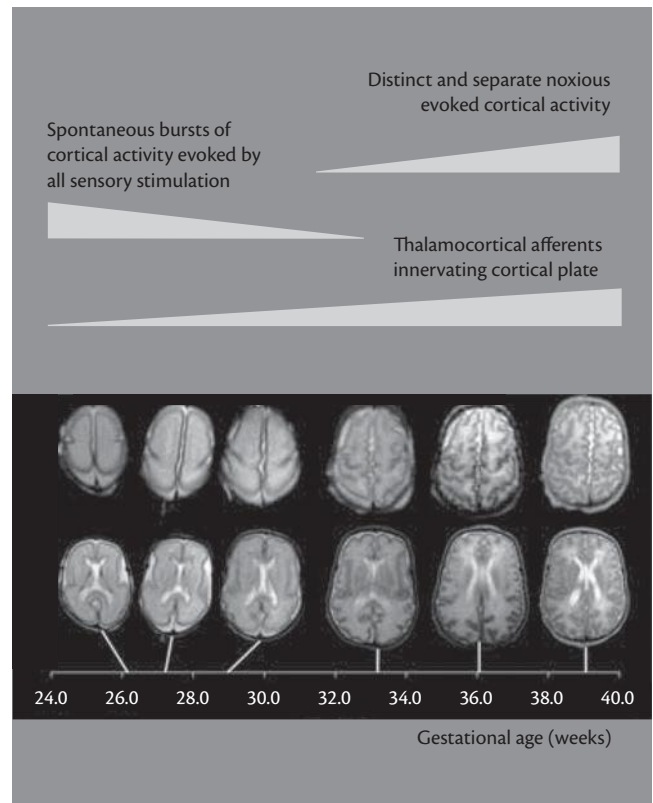 Distinct and separate noxious
evoked cortical activity
Spontaneous bursts of
cortical activity evoked by
all sensory stimulation
Thalamocortical afferents
innervating cortical plate
24.0 26.0 28.0 30.0 32.0 34.0 36.0 38.0 40.0
Gestational age (weeks)